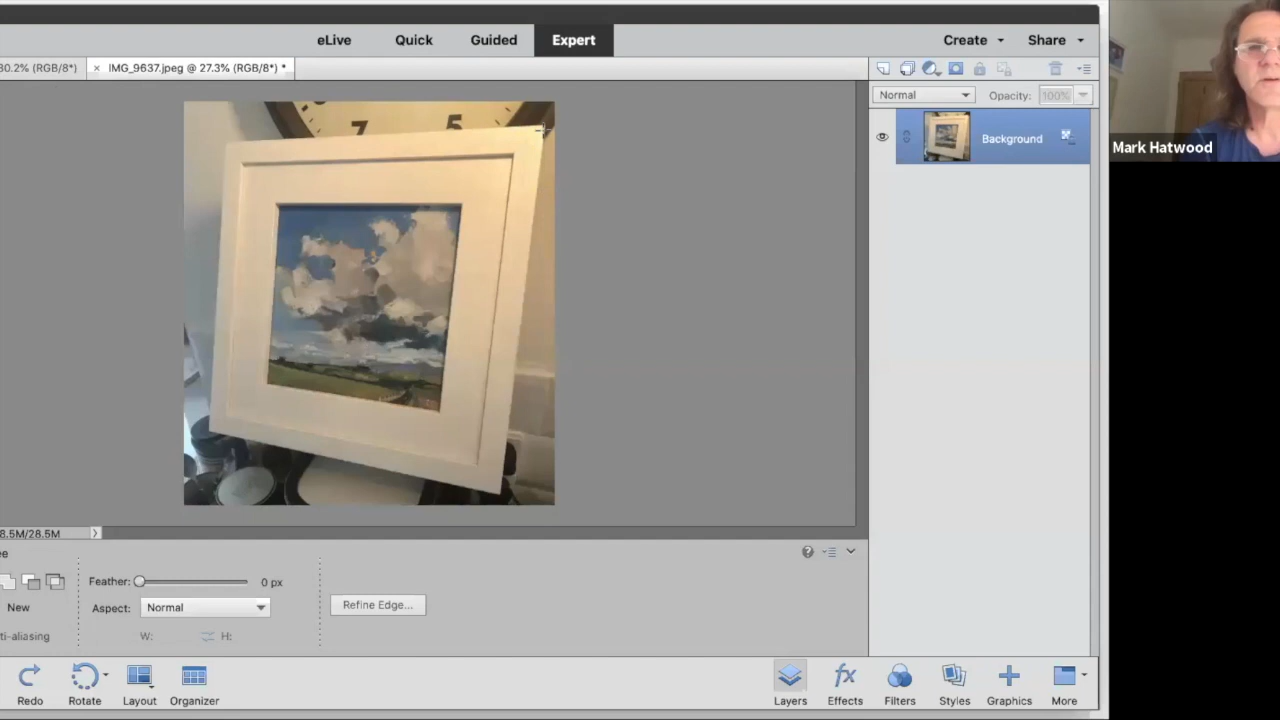 eLive Quick Guided Expert Create Share
30.2% (RGB/8*) × IMG_9637.jpeg @ 27.3% (RGB/8*) *
Normal Opacity: 100%
Background
Mark Hatwood
7 5
8.5M/28.5M
ee
Feather: 0 px
New Aspect: Normal Refine Edge...
ti-aliasing W: H:
Redo Rotate Layout Organizer Layers Effects Filters Styles Graphics More